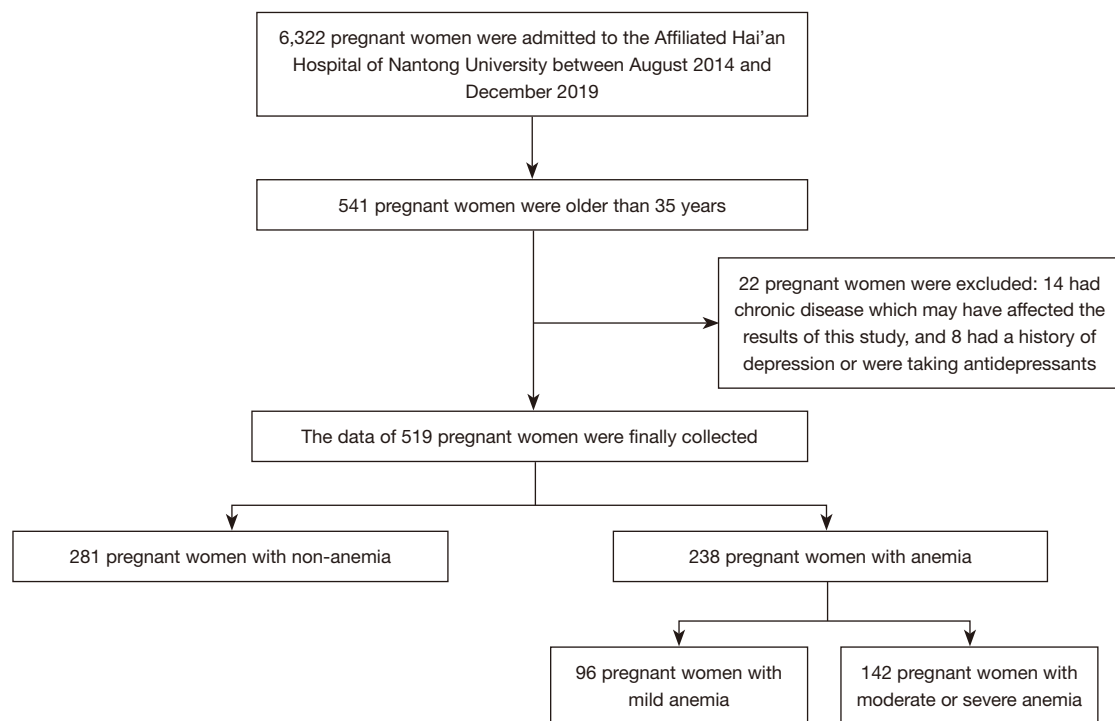 6,322 pregnant women were admitted to the Affiliated Hai’an
Hospital of Nantong University between August 2014 and
December 2019
541 pregnant women were older than 35 years
22 pregnant women were excluded: 14 had
chronic disease which may have affected the
results of this study, and 8 had a history of
depression or were taking antidepressants
The data of 519 pregnant women were finally collected
281 pregnant women with non-anemia
238 pregnant women with anemia
96 pregnant women with
mild anemia
142 pregnant women with
moderate or severe anemia